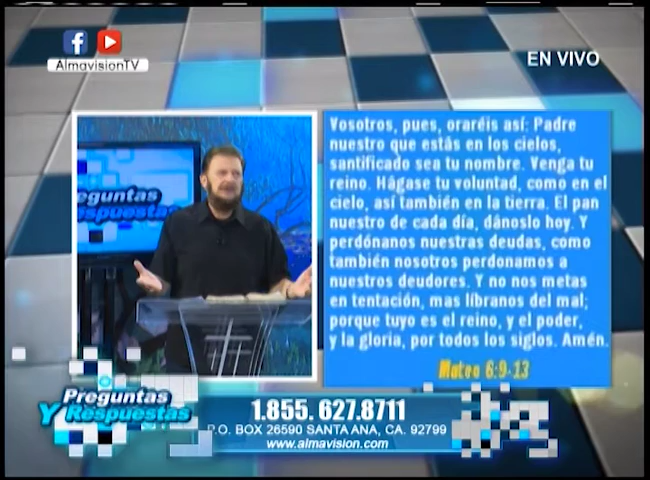 AlmavisionTV
EN VIVO
Vosotros, pues, oraréis así: Padre
nuestro que estás en los cielos,
santificado sea tu nombre. Venga tu
reino. Hágase tu voluntad, como en el
cielo, así también en la tierra. El pan
nuestro de cada día, dánoslo hoy. Y
perdónanos nuestras deudas, como
también nosotros perdonamos a
nuestros deudores. Y no nos metas
en tentación, mas líbranos del mal;
porque tuyo es el reino, y el poder,
y la gloria, por todos los siglos. Amén.
Mateo 6:9-13
eguntas
espuestas
Preguntas
Y Respuestas
1.855. 627.8711
P.O. BOX 26590 SANTA ANA, CA. 92799
www.almavision.com